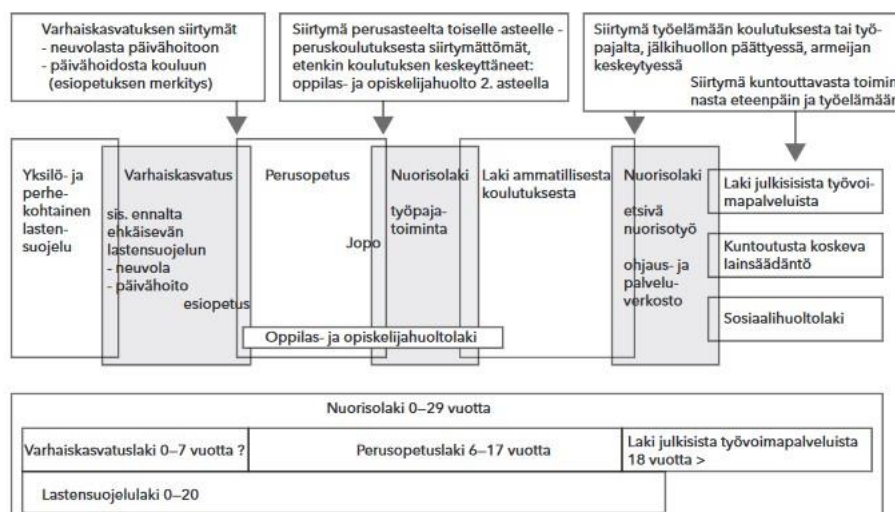 Varhaiskasvatuksen siirtymät
- neuvolasta päivähoitoon
- päivähoidosta kouluun
(esiopetuksen merkitys)
Siirtymä perusasteelta toiselle asteelle -
peruskoulutuksesta siirtymättömät,
etenkin koulutuksen keskeyttäneet:
oppilas- ja opiskelijahuolto 2. asteella
Siirtymä työelämään koulutuksesta tai työ-
pajalta, jälkihuollon päättyessä, armeijan
keskeytyessä
Siirtymä kuntouttavasta toimin
nasta eteenpäin ja työelämään
Yksilö- ja
perhe-
kohtainen
lasten-
suojelu
Varhaiskasvatus
sis. ennalta
ehkäisevän
lastensuojelun
- neuvola
- päivähoito
esiopetus
Perusopetus
Jopo
Nuorisolaki
työpaja-
toiminta
Laki ammatillisesta
koulutuksesta
Nuorisolaki
etsivä
nuorisotyö
ohjaus- ja
palvelu-
verkosto
Laki julkisisista työvoi-
mapalveluista
Kuntoutusta koskeva
lainsäädäntö
Sosiaalihuoltolaki
Oppilas- ja opiskelijahuoltolaki
Nuorisolaki 0–29 vuotta
Varhaiskasvatuslaki 0–7 vuotta ?
Perusopetuslaki 6–17 vuotta
Laki julkisista työvoimapalveluista
18 vuotta >
Lastensuojelulaki 0–20